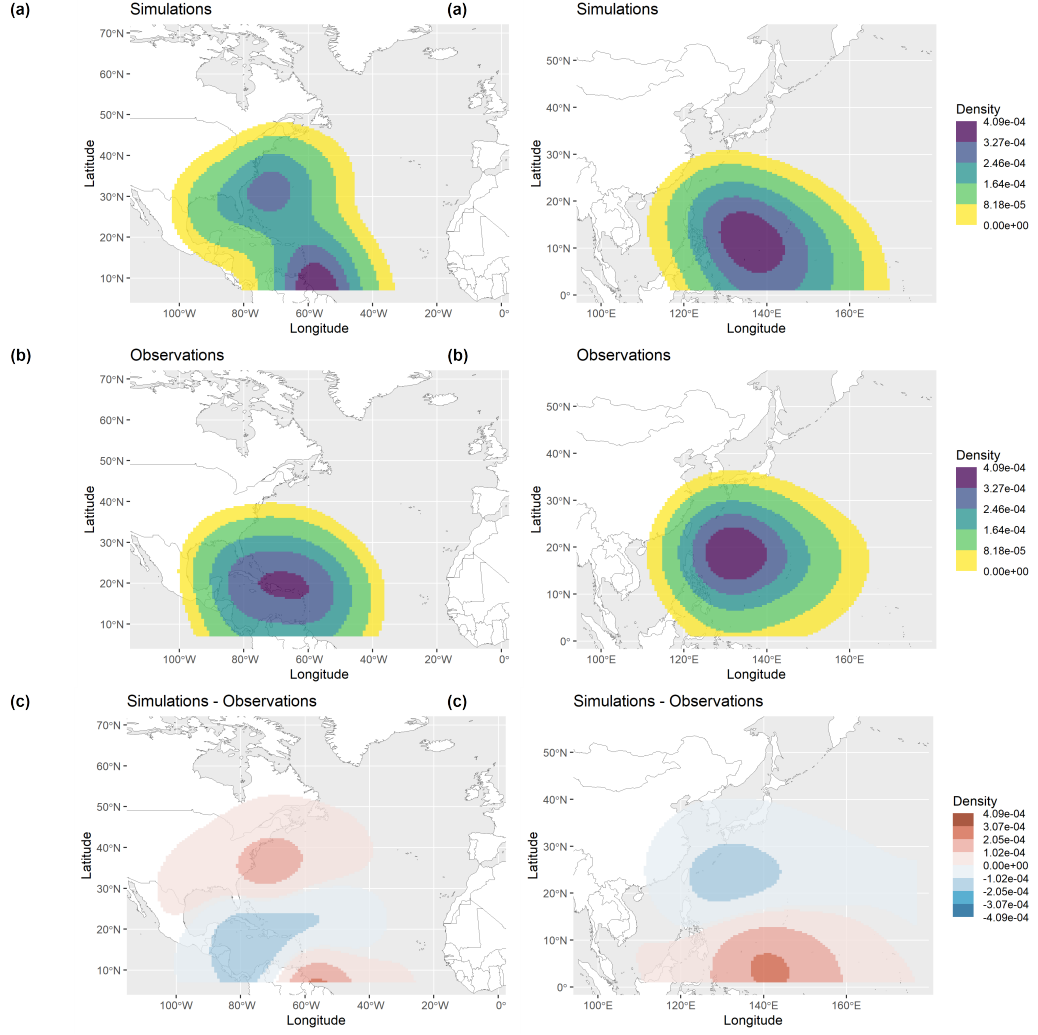 (a) Simulations (a) Simulations
70°N
60°N
50°N
40°N
30°N
20°N
10°N
Latitude
100°W 80°W 60°W 40°W 20°W 0°
Longitude
50°N
40°N
30°N
20°N
10°N
0°
Latitude
100°E 120°E 140°E 160°E
Longitude
Density
4.09e-04
3.27e-04
2.46e-04
1.64e-04
8.18e-05
0.00e+00
(b) Observations (b) Observations
70°N
60°N
50°N
40°N
30°N
20°N
10°N
Latitude
100°W 80°W 60°W 40°W 20°W 0°
Longitude
50°N
40°N
30°N
20°N
10°N
0°
Latitude
100°E 120°E 140°E 160°E
Longitude
Density
4.09e-04
3.27e-04
2.46e-04
1.64e-04
8.18e-05
0.00e+00
(c) Simulations - Observations (c) Simulations - Observations
70°N
60°N
50°N
40°N
30°N
20°N
10°N
Latitude
100°W 80°W 60°W 40°W 20°W 0°
Longitude
50°N
40°N
30°N
20°N
10°N
0°
Latitude
100°E 120°E 140°E 160°E
Longitude
Density
4.09e-04
3.07e-04
2.05e-04
1.02e-04
0.00e+00
-1.02e-04
-2.05e-04
-3.07e-04
-4.09e-04